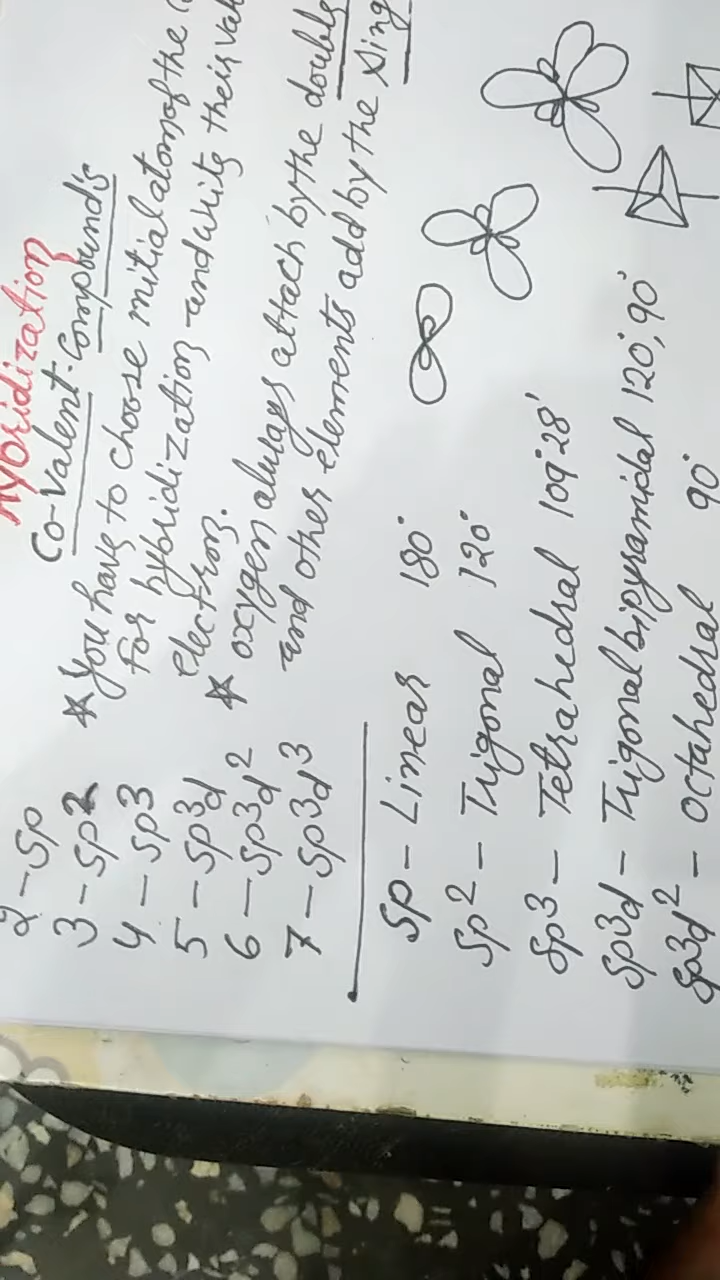 Hybridization
Co-Valent-Compounds
2 - Sp
3 - Sp2
4 - Sp3
5 - Sp3d
6 - Sp3d2
7 - Sp3d3
* You have to choose initial atom of the
for hybridization and write their val
electron.
* oxygen always attach by the double
and other elements add by the sing
Sp - Linear 180°
Sp2 - Trigonal 120°
Sp3 - Tetrahedral 109°28'
Sp3d - Trigonal bipyramidal 120°, 90°
Sp3d2 - Octahedral 90°